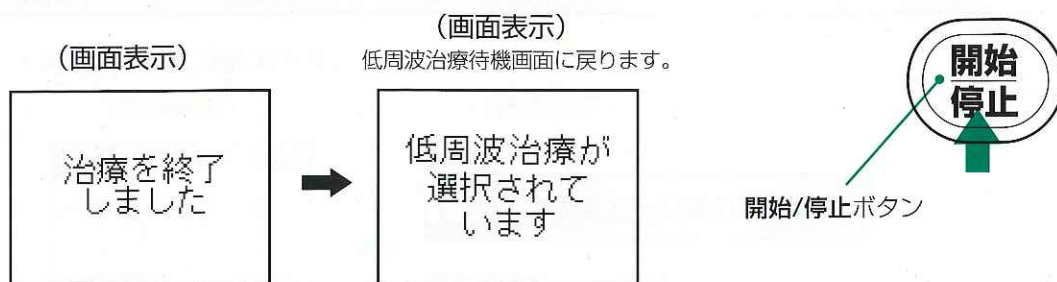 (画面表示)
治療を終了
しました
(画面表示)
低周波治療待機画面に戻ります。
低周波治療が
選択されて
います
開始
停止
開始/停止ボタン